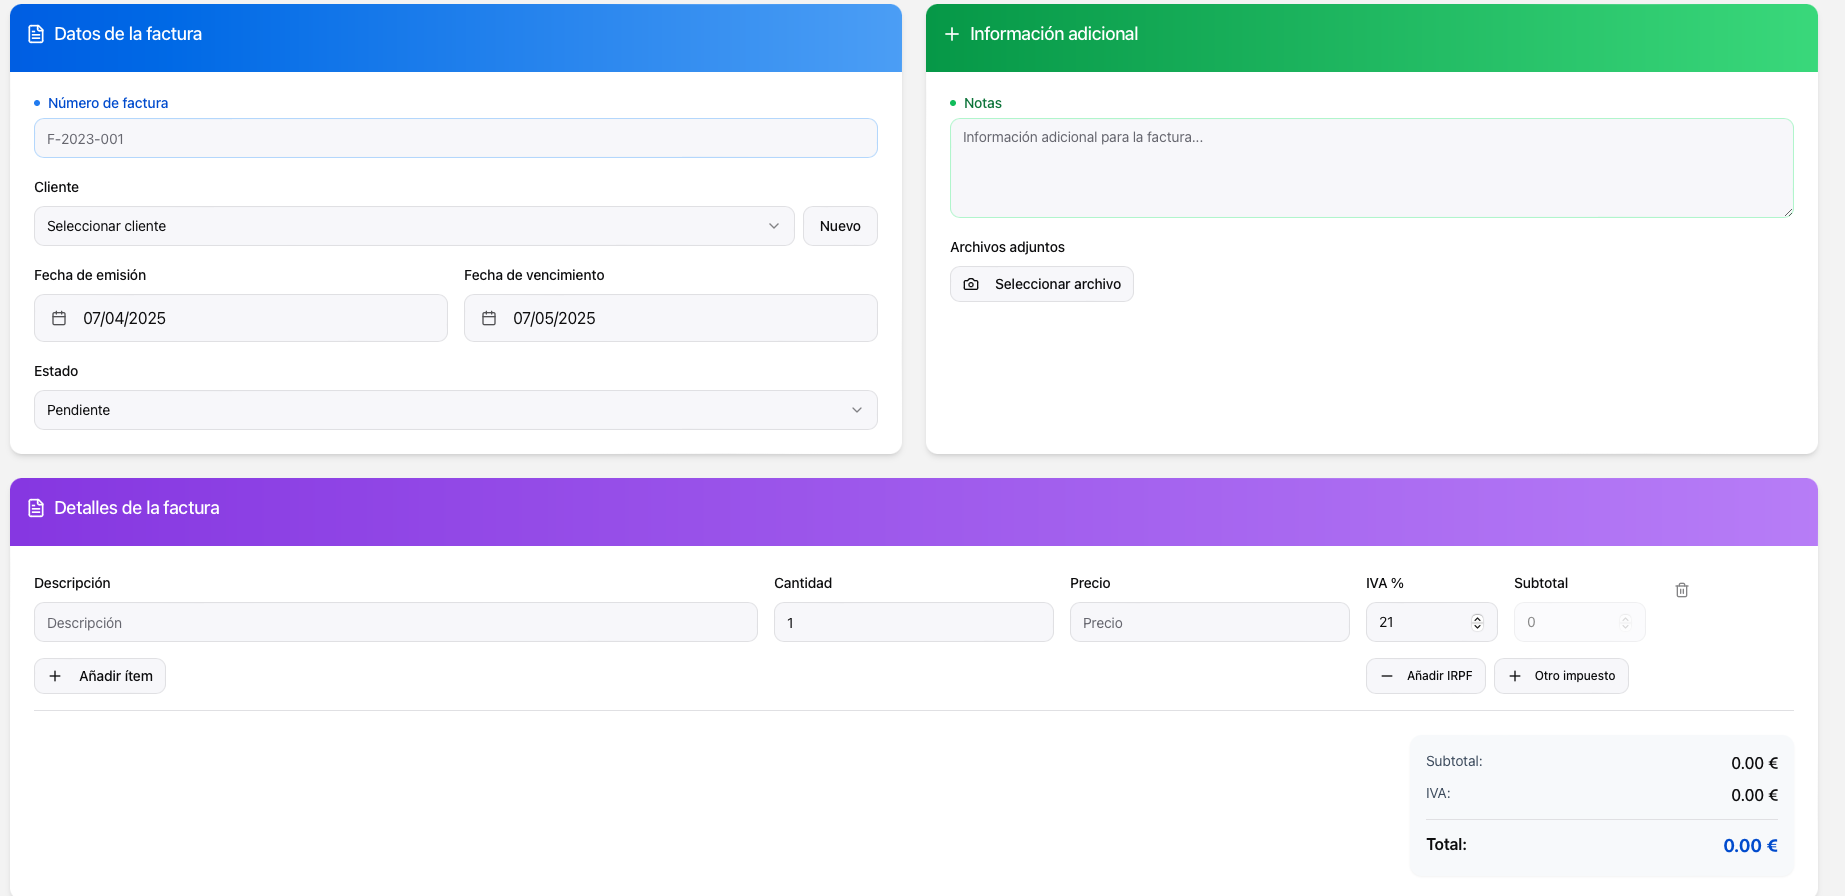 Datos de la factura
Número de factura
F-2023-001
Cliente
Seleccionar cliente
Nuevo
Fecha de emisión Fecha de vencimiento
07/04/2025 07/05/2025
Estado
Pendiente
Información adicional
Notas
Información adicional para la factura...
Archivos adjuntos
Seleccionar archivo
Detalles de la factura
Descripción Cantidad Precio IVA % Subtotal
Descripción 1 Precio 21 0
Añadir ítem Añadir IRPF Otro impuesto
Subtotal: 0.00 €
IVA: 0.00 €
Total: 0.00 €